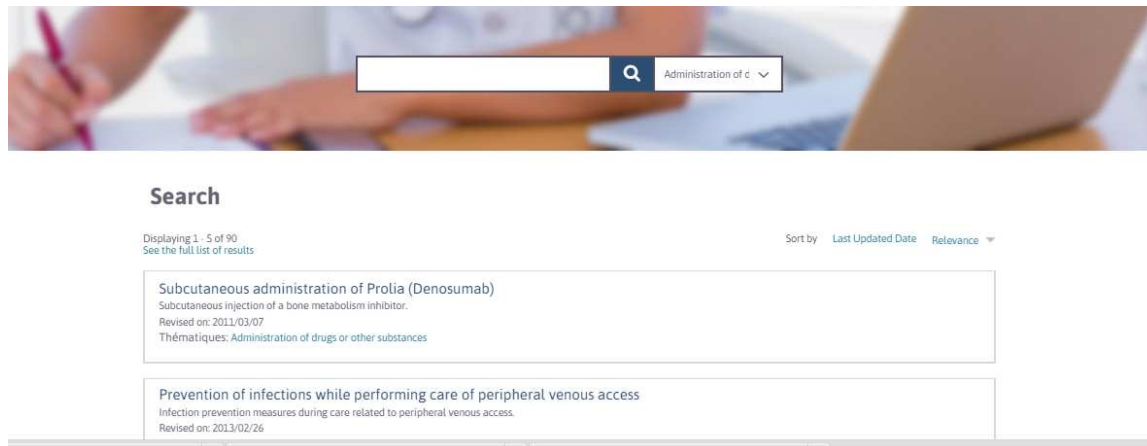 Administration of d
Search
Displaying 1 - 5 of 90
See the full list of results
Sort by Last Updated Date Relevance
Subcutaneous administration of Prolia (Denosumab)
Subcutaneous injection of a bone metabolism inhibitor.
Revised on: 2011/03/07
Thématiques: Administration of drugs or other substances
Prevention of infections while performing care of peripheral venous access
Infection prevention measures during care related to peripheral venous access.
Revised on: 2013/02/26